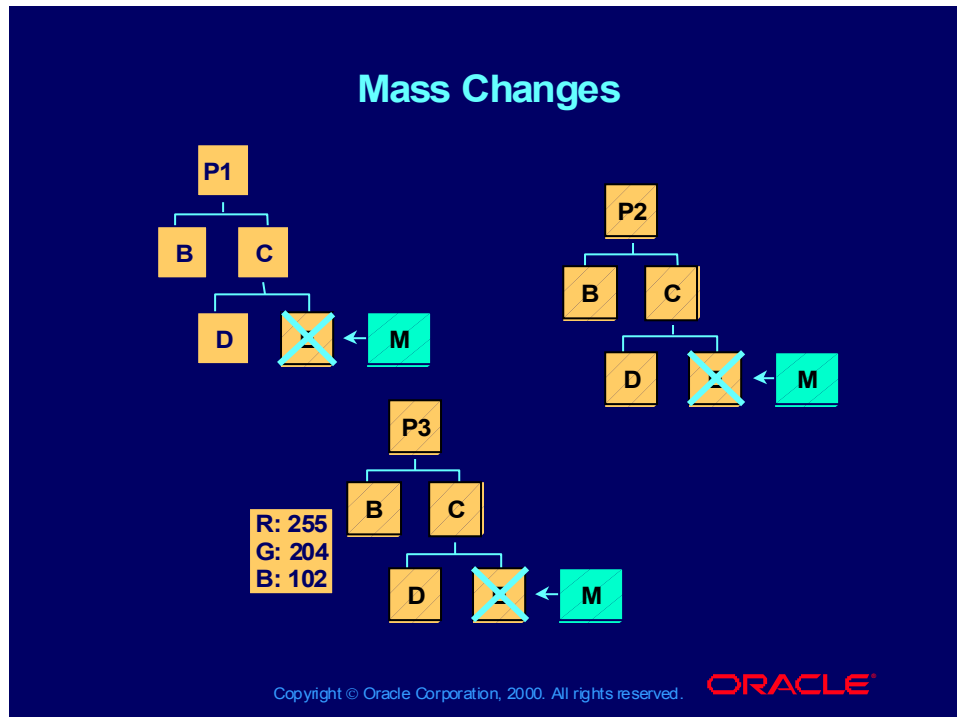 Mass Changes
P1
B C
D
M
P2
B C
D
M
P3
B C
R: 255
G: 204
B: 102
D
M
Copyright © Oracle Corporation, 2000. All rights reserved.
ORACLE®